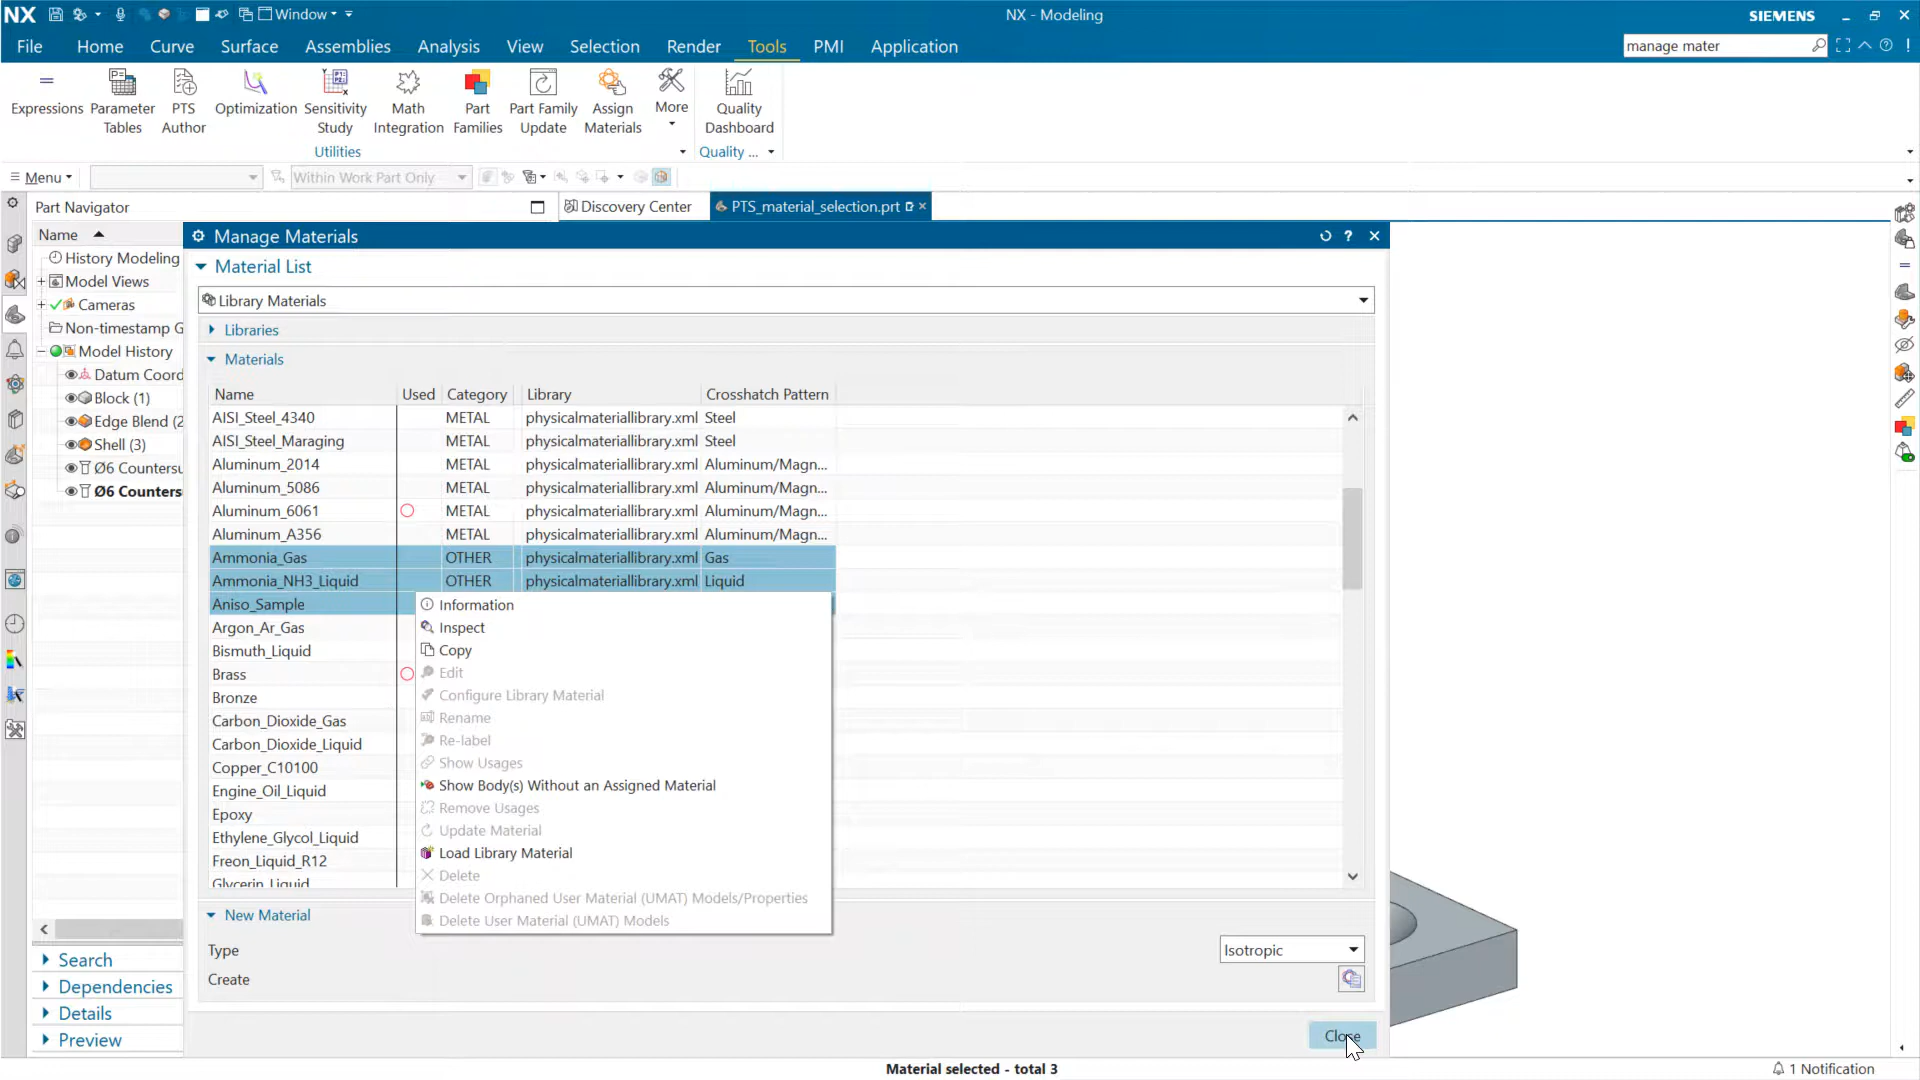 NX
Window
NX - Modeling
SIEMENS
File
Home
Curve
Surface
Assemblies
Analysis
View
Selection
Render
Tools
PMI
Application
manage mater
Expressions
Parameter
Tables
PTS
Author
Optimization
Sensitivity
Study
Math
Integration
Part
Families
Part Family
Update
Assign
Materials
More
Quality
Dashboard
Utilities
Quality ...
Menu
Within Work Part Only
Part Navigator
Discovery Center
PTS_material_selection.prt
Name
History Modeling
Model Views
Cameras
Non-timestamp G
Model History
Datum Coord
Block (1)
Edge Blend (2
Shell (3)
Ø6 Countersu
Ø6 Counters
Search
Dependencies
Details
Preview
Manage Materials
Material List
Library Materials
Libraries
Materials
Name Used Category Library Crosshatch Pattern
AISI_Steel_4340 METAL physicalmateriallibrary.xml Steel
AISI_Steel_Maraging METAL physicalmateriallibrary.xml Steel
Aluminum_2014 METAL physicalmateriallibrary.xml Aluminum/Magn...
Aluminum_5086 METAL physicalmateriallibrary.xml Aluminum/Magn...
Aluminum_6061 METAL physicalmateriallibrary.xml Aluminum/Magn...
Aluminum_A356 METAL physicalmateriallibrary.xml Aluminum/Magn...
Ammonia_Gas OTHER physicalmateriallibrary.xml Gas
Ammonia_NH3_Liquid OTHER physicalmateriallibrary.xml Liquid
Aniso_Sample
Argon_Ar_Gas
Bismuth_Liquid
Brass
Bronze
Carbon_Dioxide_Gas
Carbon_Dioxide_Liquid
Copper_C10100
Engine_Oil_Liquid
Epoxy
Ethylene_Glycol_Liquid
Freon_Liquid_R12
Glycerin_Liquid
Information
Inspect
Copy
Edit
Configure Library Material
Rename
Re-label
Show Usages
Show Body(s) Without an Assigned Material
Remove Usages
Update Material
Load Library Material
Delete
Delete Orphaned User Material (UMAT) Models/Properties
Delete User Material (UMAT) Models
New Material
Type
Isotropic
Create
Close
Material selected - total 3
1 Notification